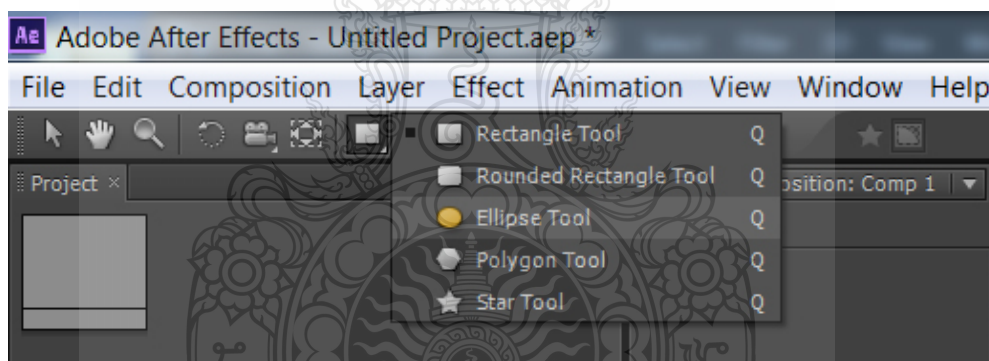 Ae Adobe After Effects - Untitled Project.aep *
File Edit Composition Layer Effect Animation View Window Help
Rectangle Tool Q
Project × Rounded Rectangle Tool Q position: Comp 1
Ellipse Tool Q
Polygon Tool Q
Star Tool Q